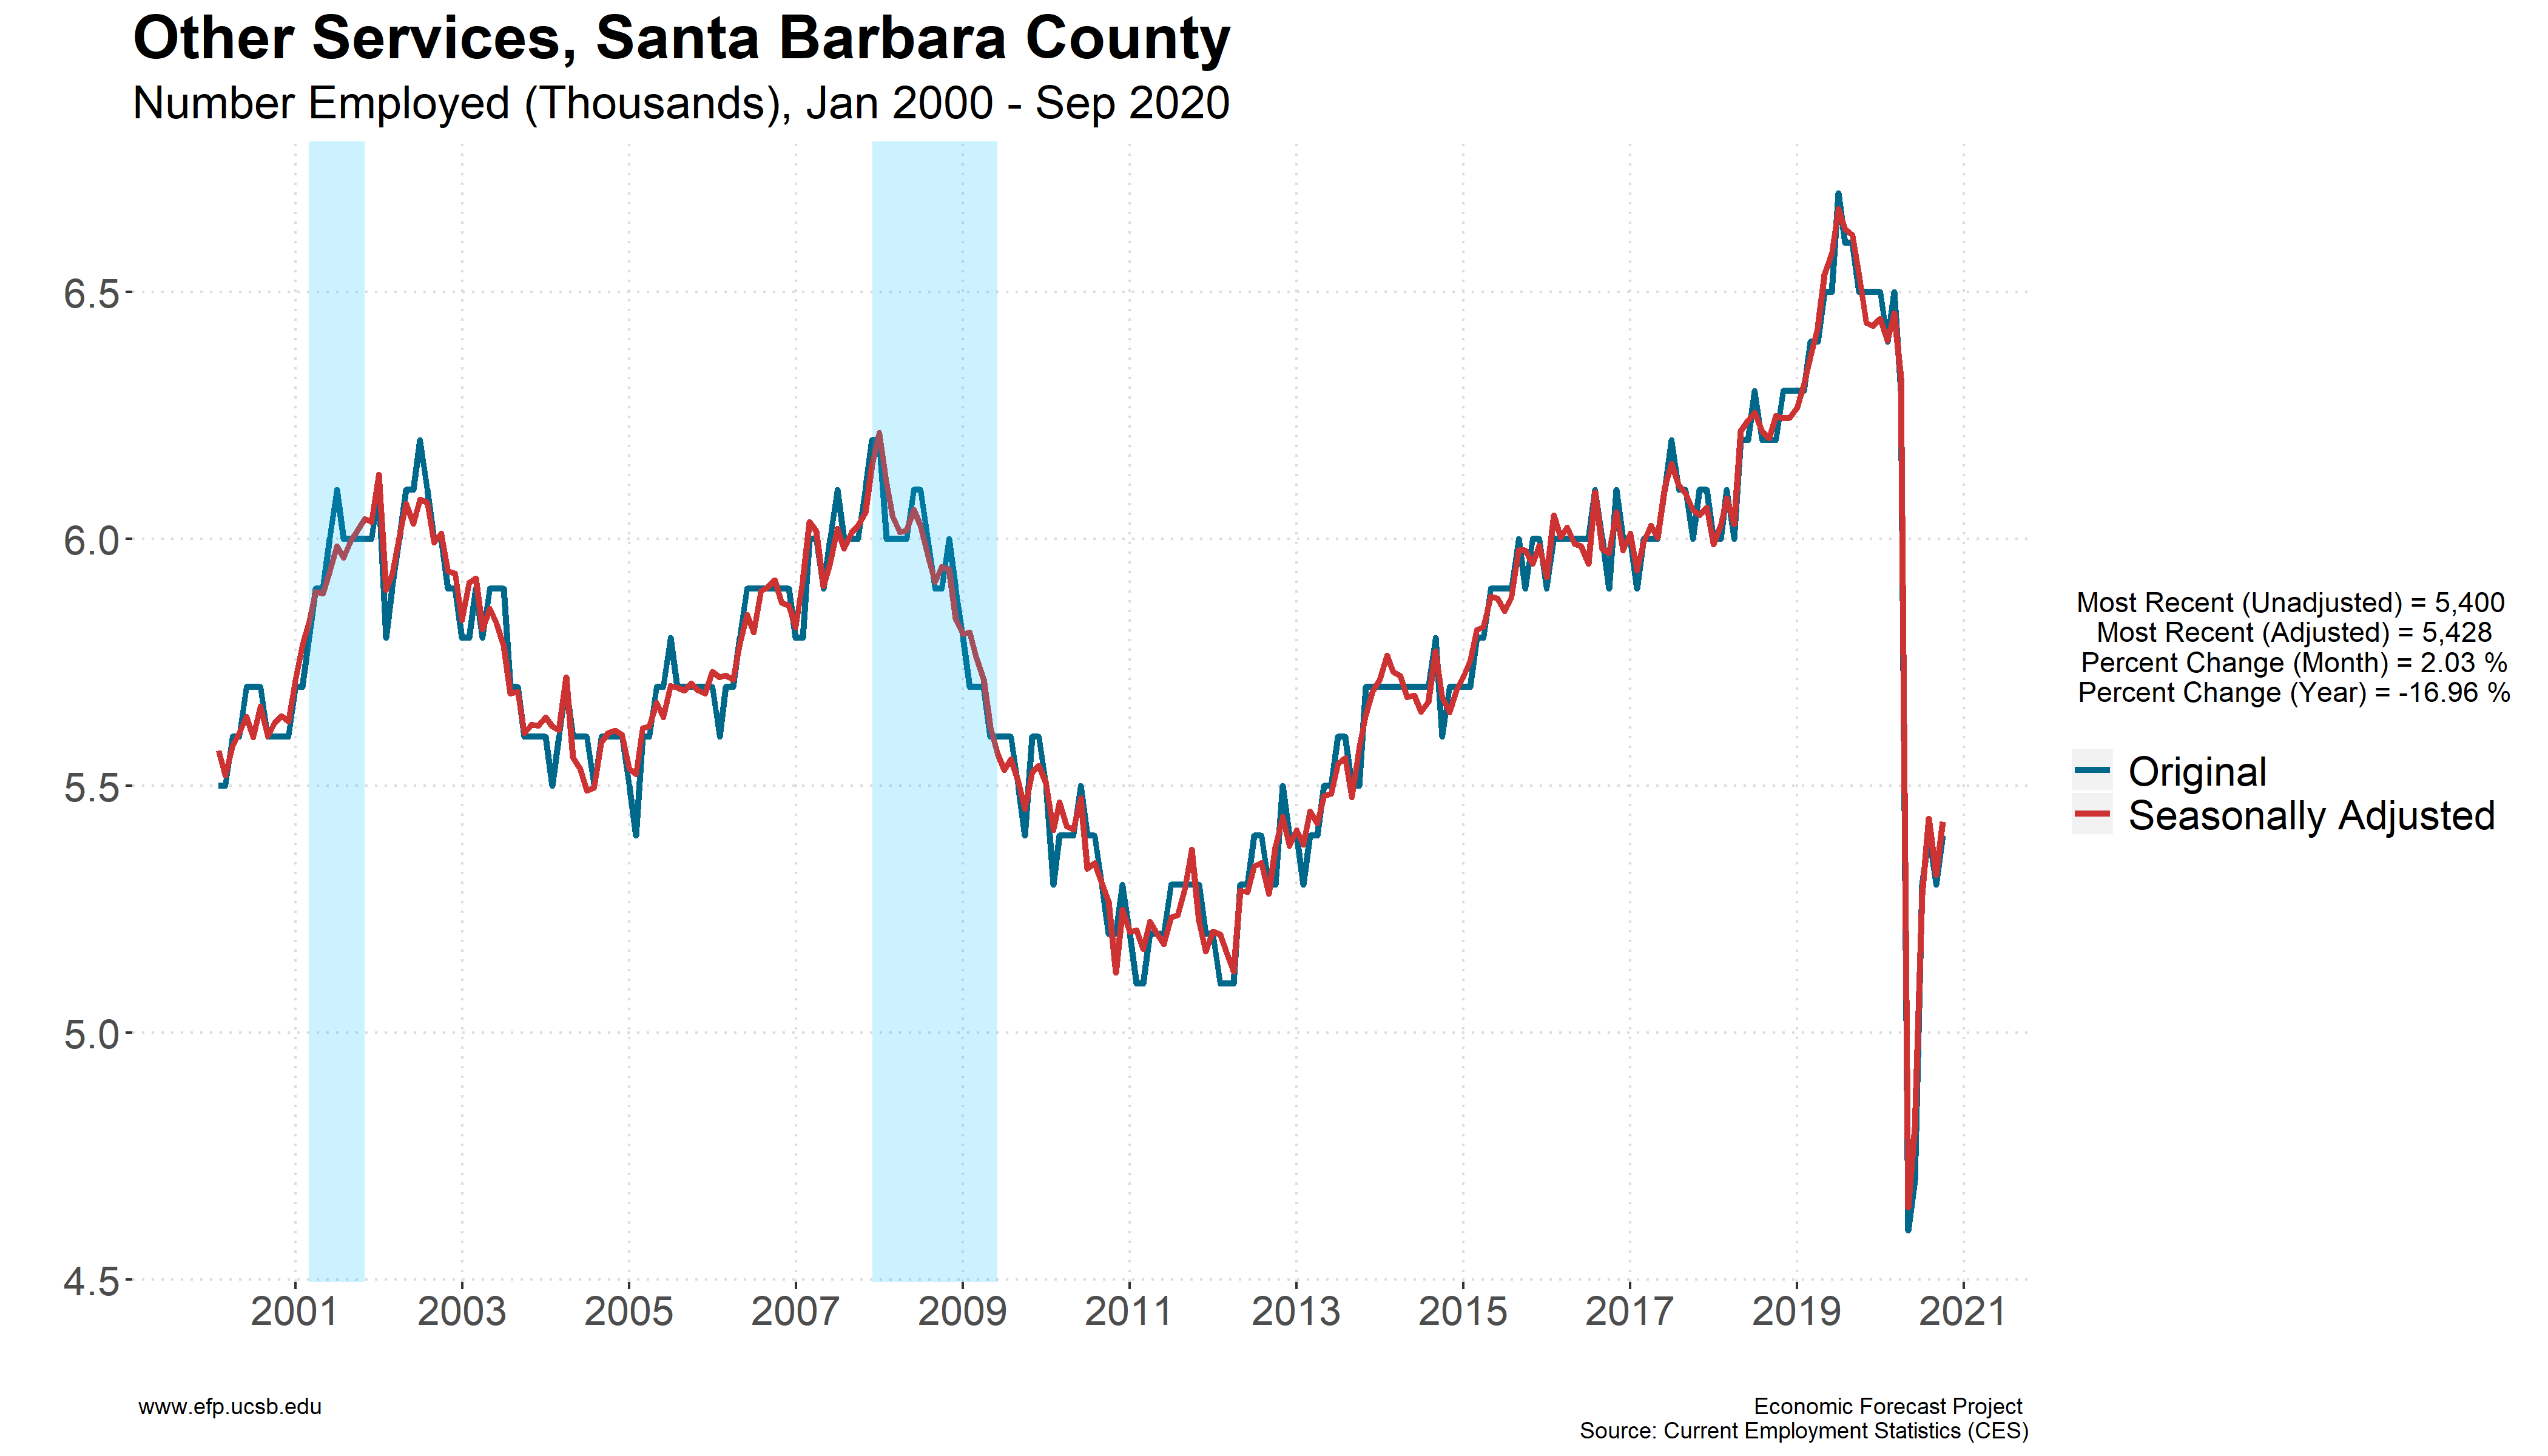 Other Services, Santa Barbara County
Number Employed (Thousands), Jan 2000 - Sep 2020
6.5
6.0
5.5
5.0
4.5
2001 2003 2005 2007 2009 2011 2013 2015 2017 2019 2021
Most Recent (Unadjusted) = 5,400
Most Recent (Adjusted) = 5,428
Percent Change (Month) = 2.03 %
Percent Change (Year) = -16.96 %
Original
Seasonally Adjusted
www.efp.ucsb.edu
Economic Forecast Project
Source: Current Employment Statistics (CES)